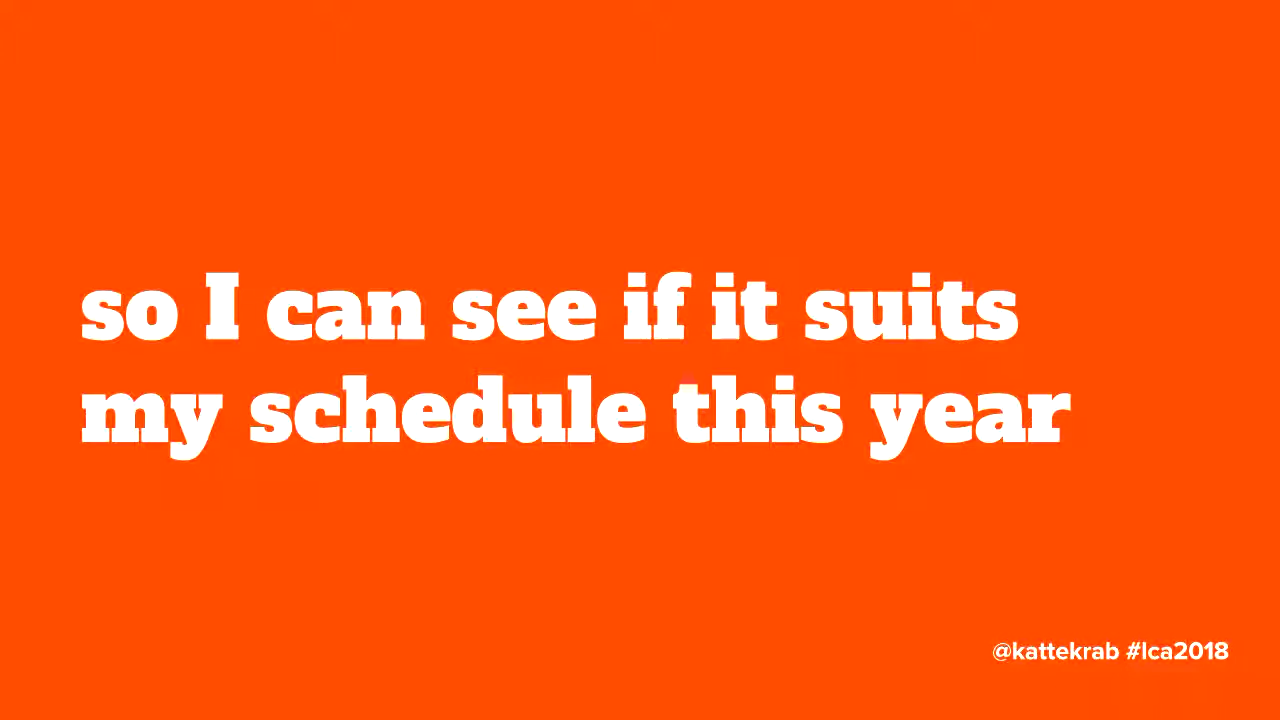 so I can see if it suits
my schedule this year
@kattekrab #lca2018